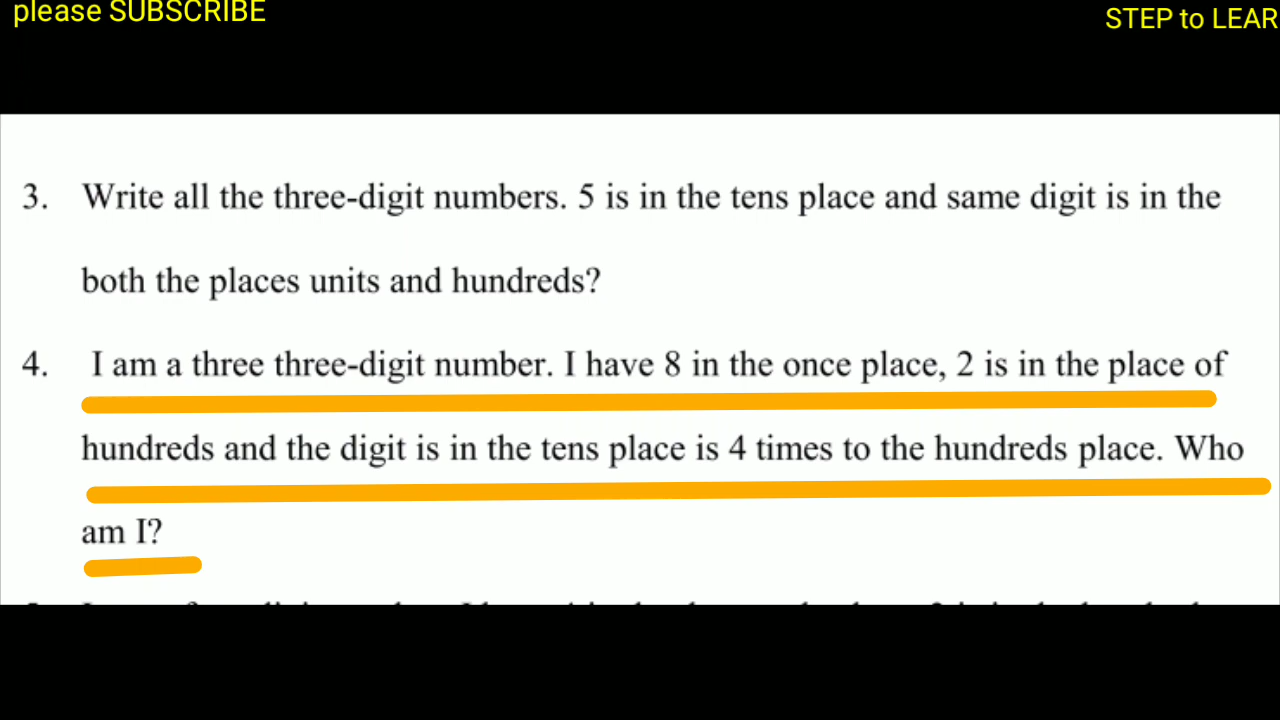 please SUBSCRIBE
STEP to LEAR
3. Write all the three-digit numbers. 5 is in the tens place and same digit is in the
both the places units and hundreds?
4. I am a three three-digit number. I have 8 in the once place, 2 is in the place of
hundreds and the digit is in the tens place is 4 times to the hundreds place. Who
am I?